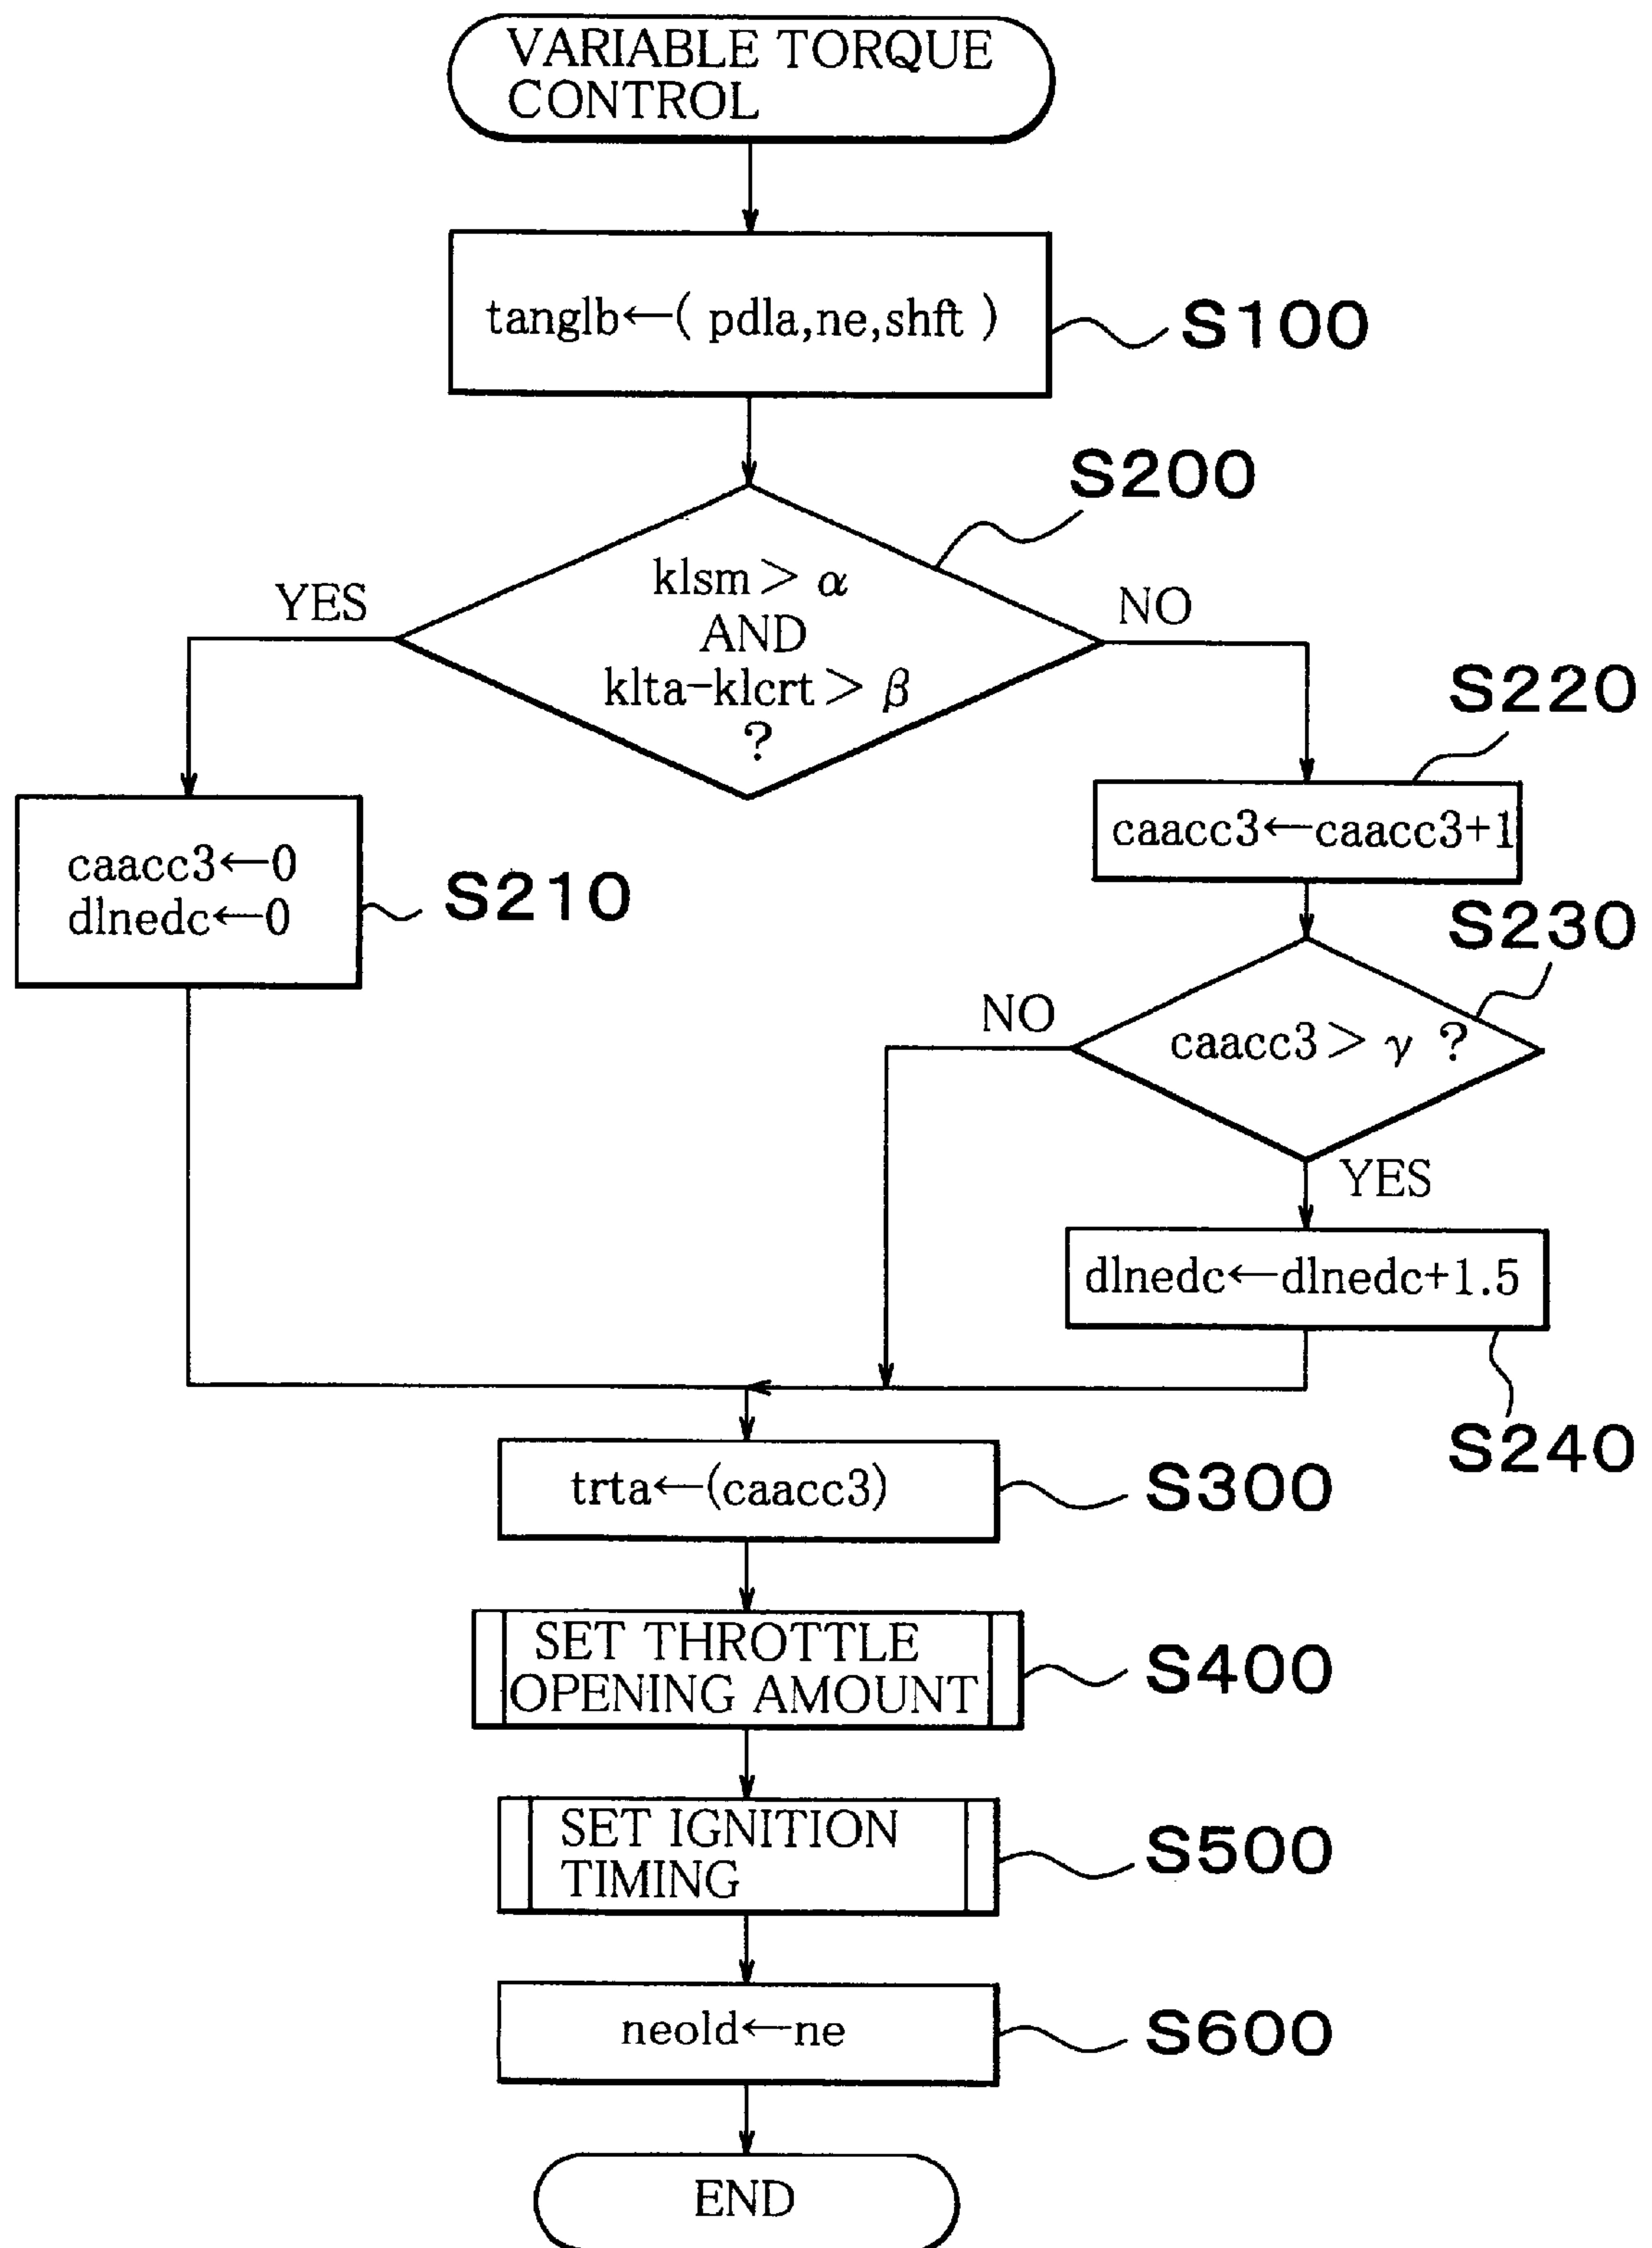 VARIABLE TORQUE
CONTROL
tanglb←( pdla,ne,shft )
S100
S200
klsm > α
AND
klta-klcrt > β
?
YES
NO
S220
caacc3←caacc3+1
caacc3←0
dlnedc←0
S210
S230
NO
caacc3 > γ ?
YES
dlnedc←dlnedc+1.5
S240
trta←(caacc3)
S300
SET THROTTLE
OPENING AMOUNT
S400
SET IGNITION
TIMING
S500
neold←ne
S600
END